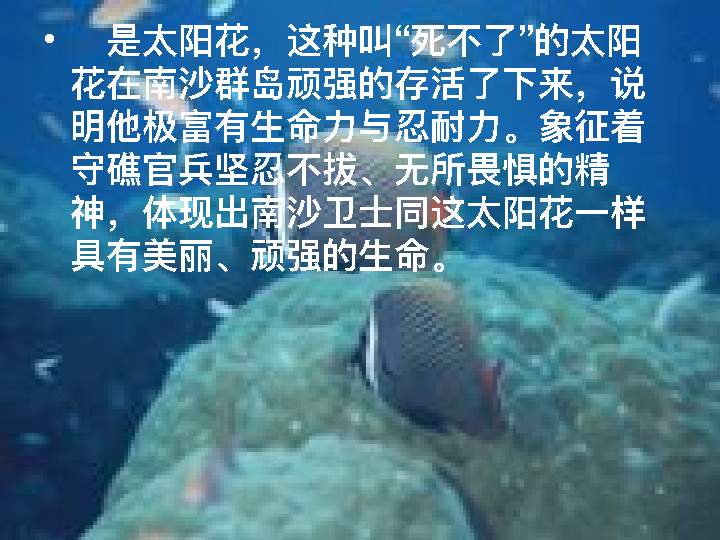 • 是太阳花，这种叫“死不了”的太阳
花在南沙群岛顽强的存活了下来，说
明他极富有生命力与忍耐力。象征着
守礁官兵坚忍不拔、无所畏惧的精
神，体现出南沙卫士同这太阳花一样
具有美丽、顽强的生命。